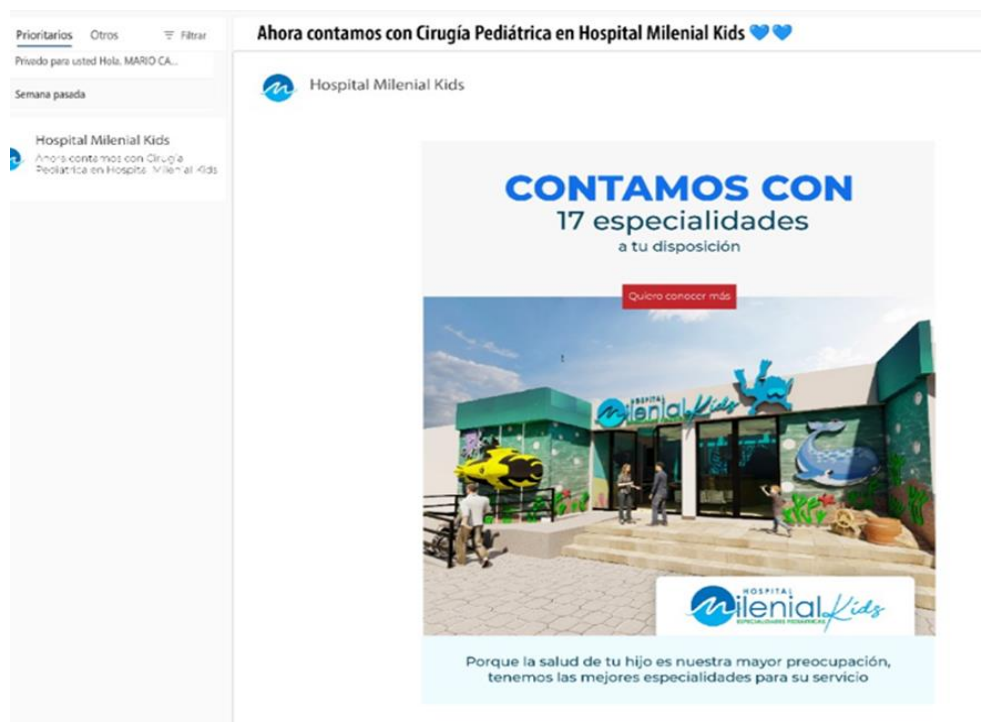 Prioritarios Otros Filtrar
Privado para usted Hola, MARIO CA...
Semana pasada
Hospital Milenial Kids
Ahora contamos con Cirugía
Pediátrica en Hospital Milenial Kids
Ahora contamos con Cirugía Pediátrica en Hospital Milenial Kids 💙💙
Hospital Milenial Kids
CONTAMOS CON
17 especialidades
a tu disposición
Quiero conocer más
HOSPITAL
Milenial Kids
HOSPITAL
Milenial Kids
ESPECIALIDADES PEDIÁTRICAS
Porque la salud de tu hijo es nuestra mayor preocupación,
tenemos las mejores especialidades para su servicio